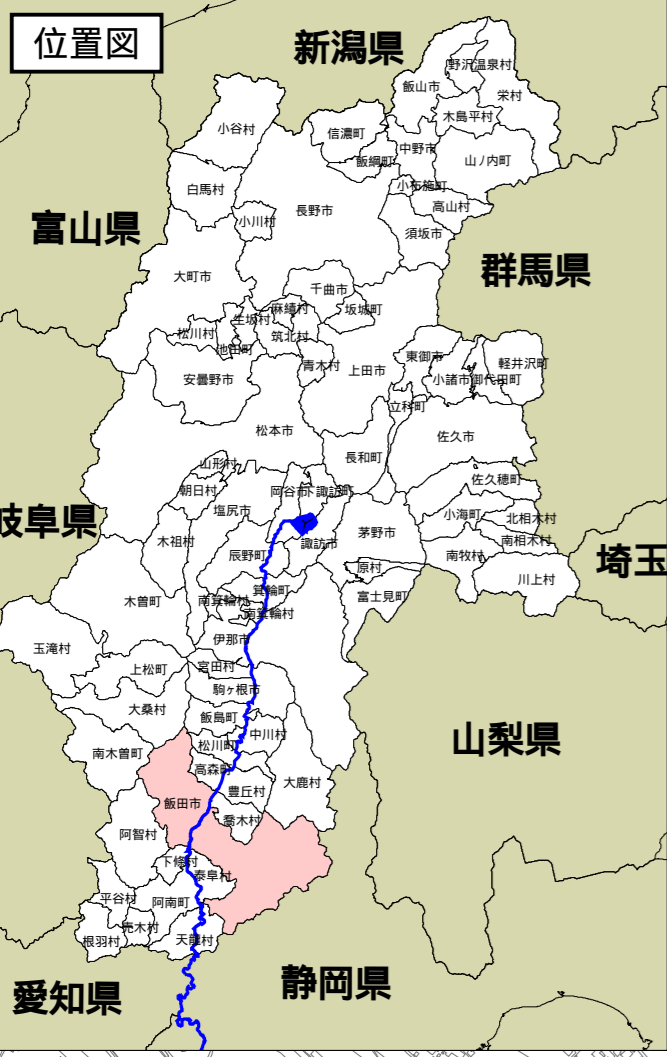 位置図
新潟県
野沢温泉村
飯山市
栄村
木島平村
小谷村
信濃町
中野市
飯綱町
山ノ内町
白馬村
小布施町
高山村
長野市
小川村
富山県
須坂市
群馬県
大町市
千曲市
麻績村
坂城町
生坂村
松川村
筑北村
池田町
青木村
上田市
東御市
軽井沢町
安曇野市
小諸市
御代田町
立科町
松本市
佐久市
長和町
山形村
佐久穂町
朝日村
岡谷市
下諏訪町
塩尻市
小海町
北相木村
岐阜県
茅野市
南相木村
木祖村
諏訪市
辰野町
南牧村
埼玉
原村
川上村
箕輪町
富士見町
木曽町
南箕輪村
南箕輪村
伊那市
玉滝村
宮田村
上松町
駒ヶ根市
大桑村
飯島町
中川村
山梨県
松川町
南木曽町
高森町
大鹿村
豊丘村
飯田市
喬木村
阿智村
下條村
泰阜村
平谷村
阿南町
売木村
根羽村
天龍村
静岡県
愛知県